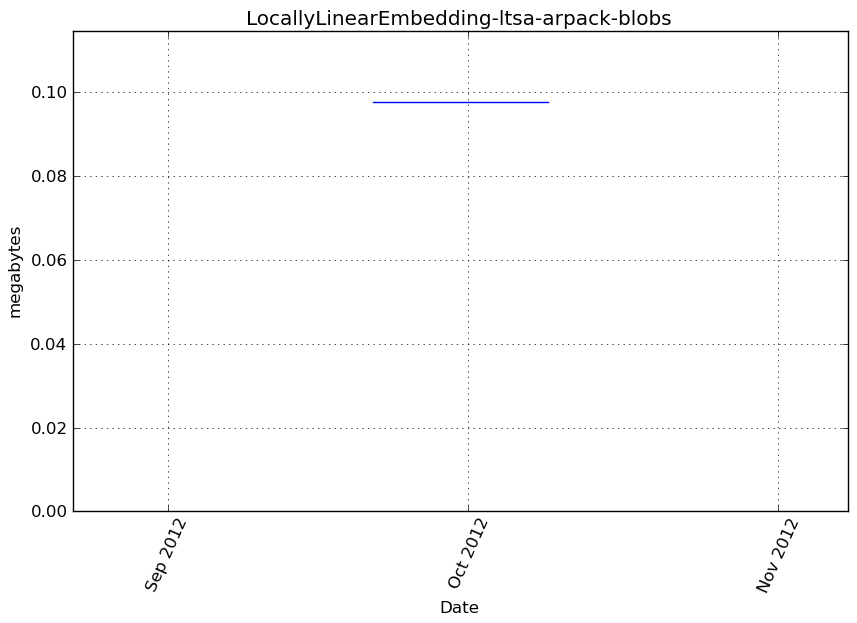 LocallyLinearEmbedding-ltsa-arpack-blobs
0.10
0.08
0.06
0.04
0.02
0.00
megabytes
Sep 2012
Oct 2012
Nov 2012
Date